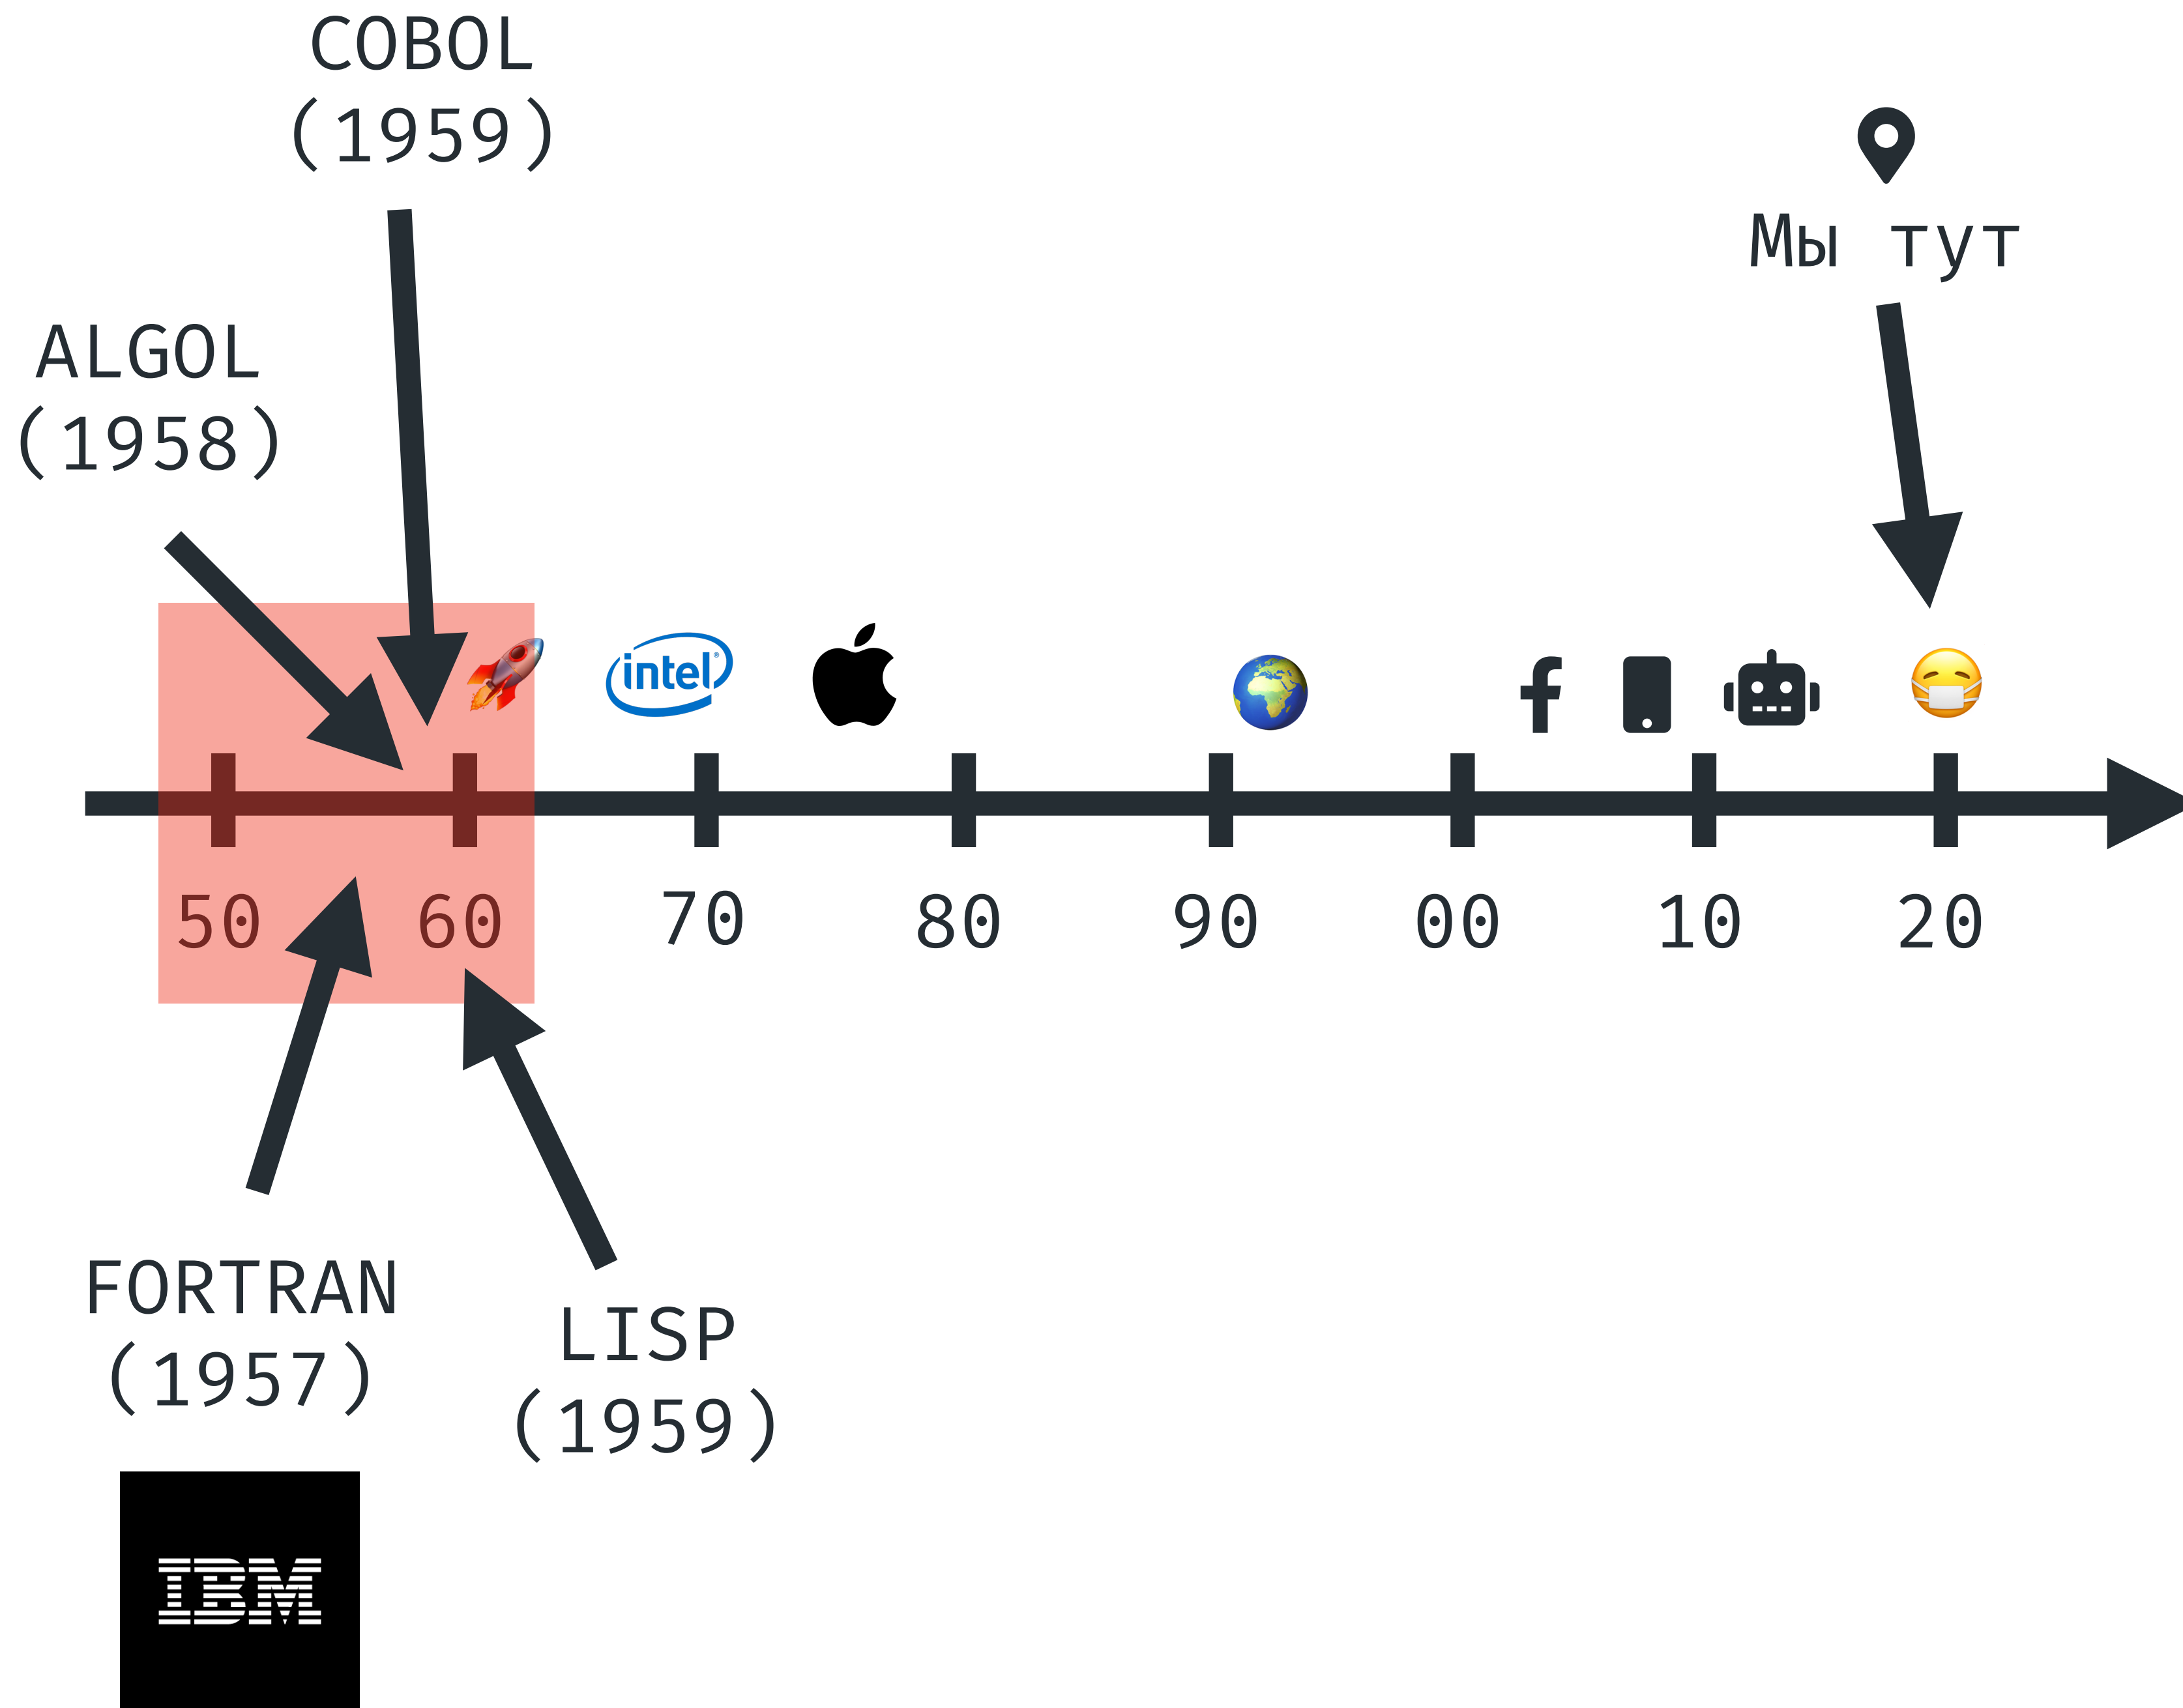 COBOL
(1959)
Мы тут
ALGOL
(1958)
intel
50 60 70 80 90 00 10 20
FORTRAN
(1957)
LISP
(1959)
IBM